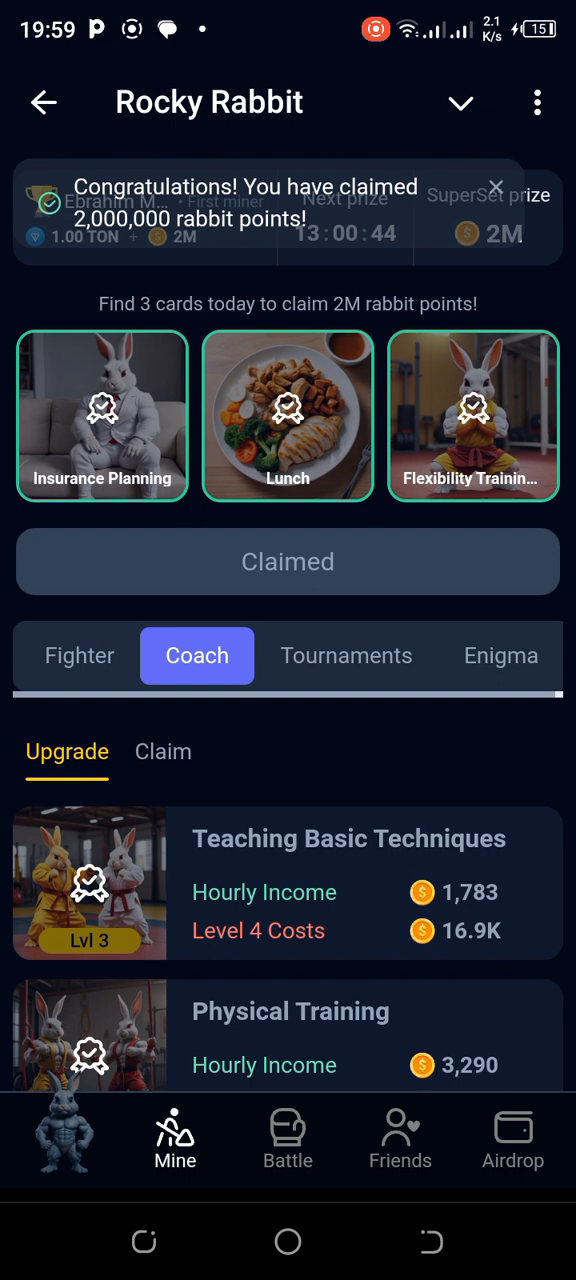 19:59
2.1
K/s
15
Rocky Rabbit
Congratulations! You have claimed
2,000,000 rabbit points!
Ebrahim M... • First miner
1.00 TON + 2M
Next prize
13:00:44
SuperSet prize
2M
Find 3 cards today to claim 2M rabbit points!
Insurance Planning
Lunch
Flexibility Trainin...
Claimed
Fighter
Coach
Tournaments
Enigma
Upgrade
Claim
Teaching Basic Techniques
Hourly Income 1,783
Lvl 3
Level 4 Costs 16.9K
Physical Training
Hourly Income 3,290
Mine
Battle
Friends
Airdrop